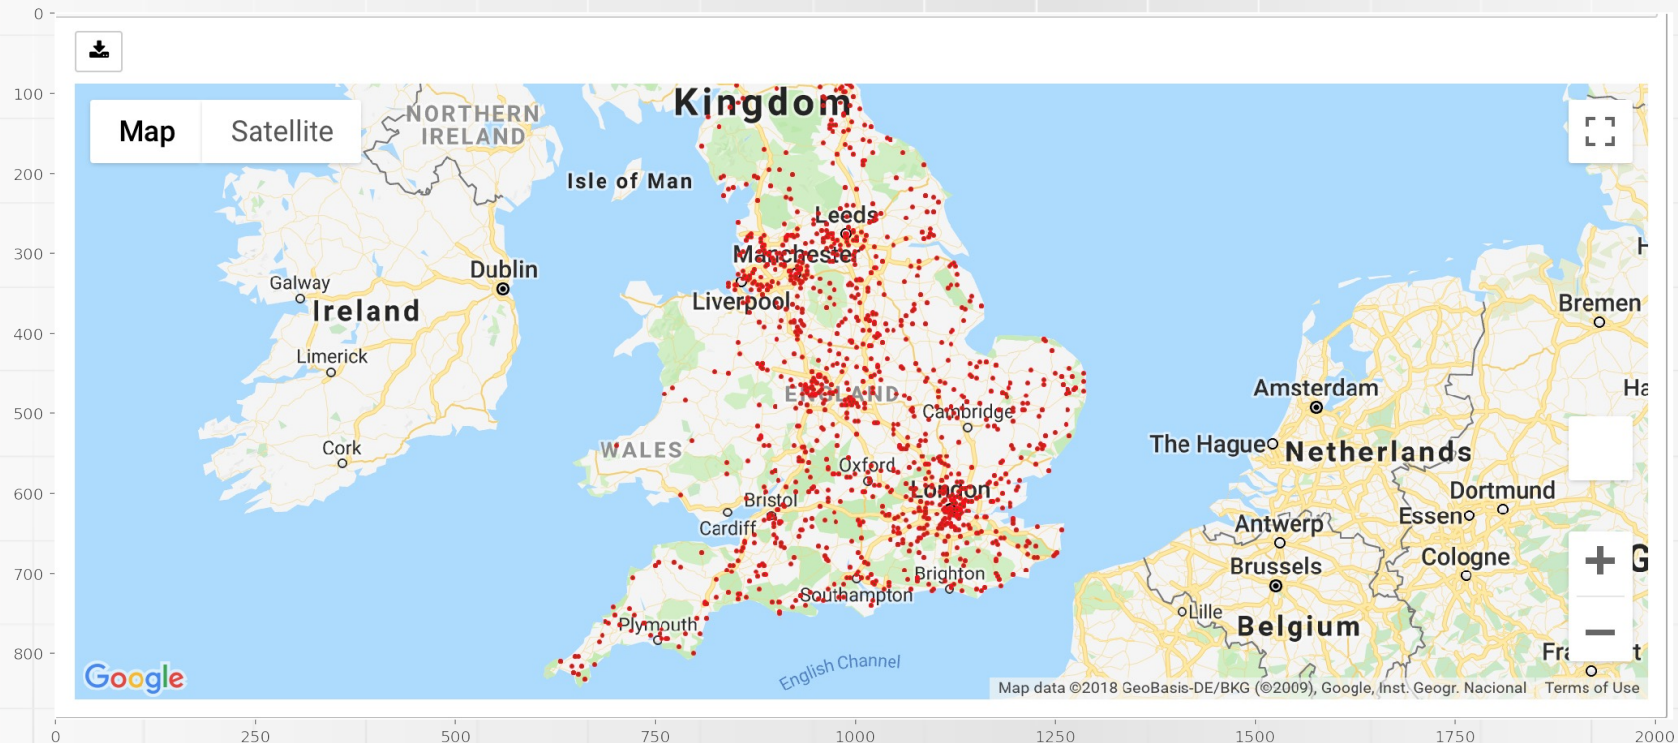 0
100
200
300
400
500
600
700
800
0
250
500
750
1000
1250
1500
1750
2000
Map
Satellite
Kingdom
NORTHERN
IRELAND
Isle of Man
Leeds
Manchester
Liverpool
Dublin
Galway
Ireland
Limerick
Cork
ENGLAND
WALES
Cambridge
Oxford
London
Bristol
Cardiff
Brighton
Southampton
Plymouth
English Channel
Bremen
H
Ha
Amsterdam
The Hague
Netherlands
Dortmund
Essen
Antwerp
Brussels
Cologne
G
Lille
Belgium
Fra
t
+
−
Google
Map data ©2018 GeoBasis-DE/BKG (©2009), Google, Inst. Geogr. Nacional
Terms of Use